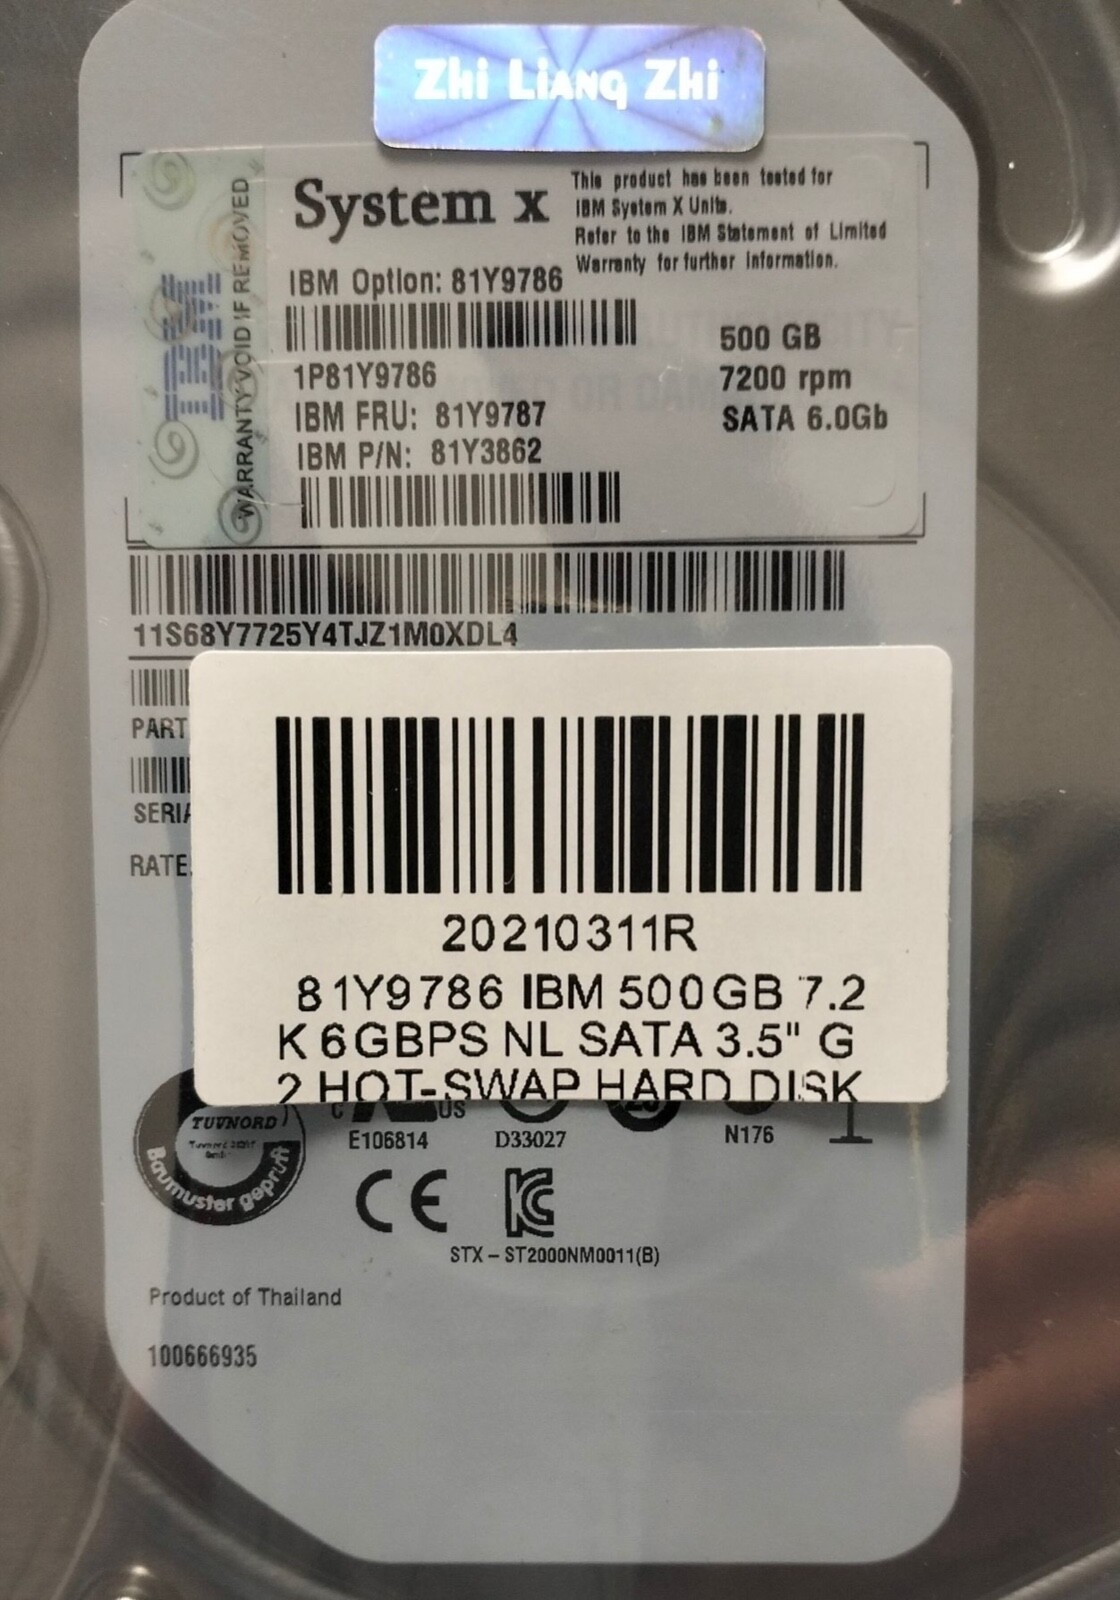 Zhi Liang Zhi
System x
This product has been tested for
IBM System X Units.
Refer to the IBM Statement of Limited
Warranty for further information.
IBM
WARRANTY VOID IF REMOVED
IBM Option: 81Y9786
1P81Y9786
IBM FRU: 81Y9787
IBM P/N: 81Y3862
500 GB
7200 rpm
SATA 6.0Gb
11S68Y7725Y4TJZ1M0XDL4
PART
SERIA
RATE
20210311R
81Y9786 IBM 500GB 7.2
K 6GBPS NL SATA 3.5" G
2 HOT-SWAP HARD DISK
TUVNORD
Baumuster geprüft
C US
E106814
D33027
N176
CE
STX – ST2000NM0011(B)
Product of Thailand
100666935